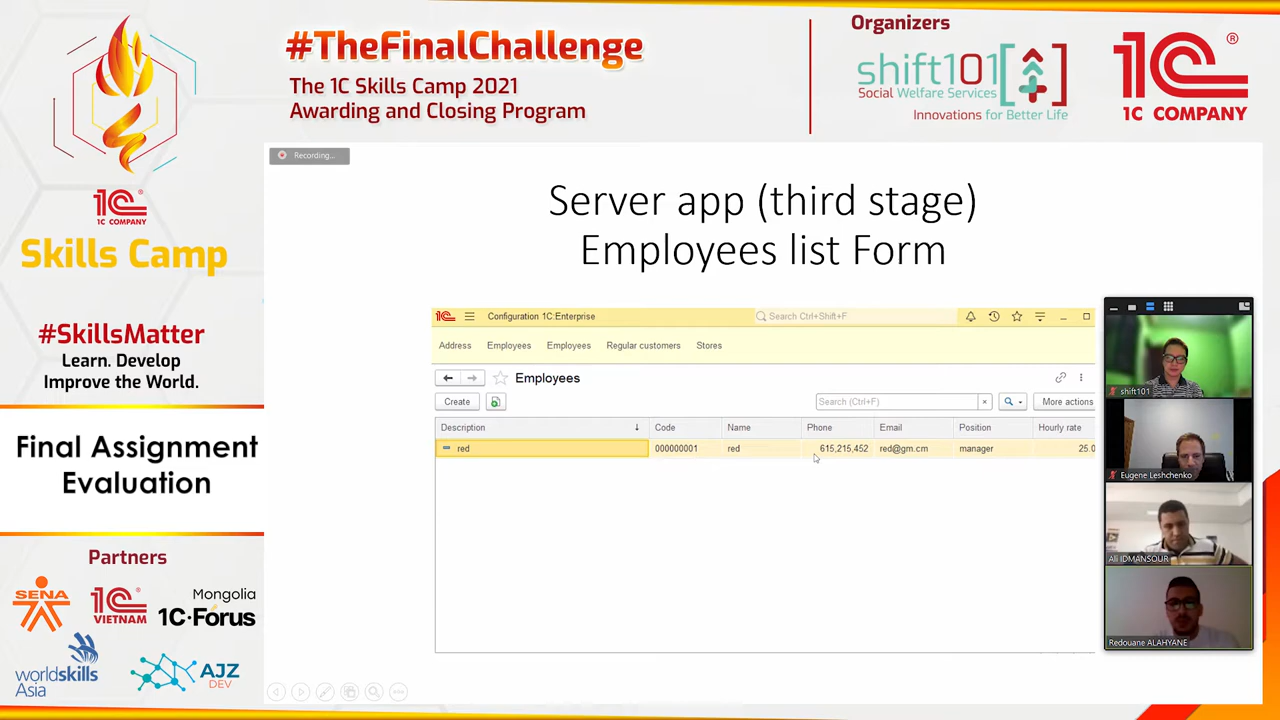 #TheFinalChallenge
The 1C Skills Camp 2021
Awarding and Closing Program
Organizers
shift101
Social Welfare Services
Innovations for Better Life
1C ®
1C COMPANY
1C
1C COMPANY
Skills Camp
#SkillsMatter
Learn. Develop
Improve the World.
Final Assignment
Evaluation
Partners
SENA
1C ®
VIETNAM
Mongolia
1C·Fórus
worldskills
Asia
AJZ
DEV
Recording...
Server app (third stage)
Employees list Form
1C Configuration 1C:Enterprise Search Ctrl+Shift+F
Address Employees Employees Regular customers Stores
Employees
Create Search (Ctrl+F) × More actions
Description Code Name Phone Email Position Hourly rate
red 000000001 red 615,215,452 red@gm.cm manager 25.0
shift101
Eugene Leshchenko
Ali IDMANSOUR
Redouane ALAHYANE